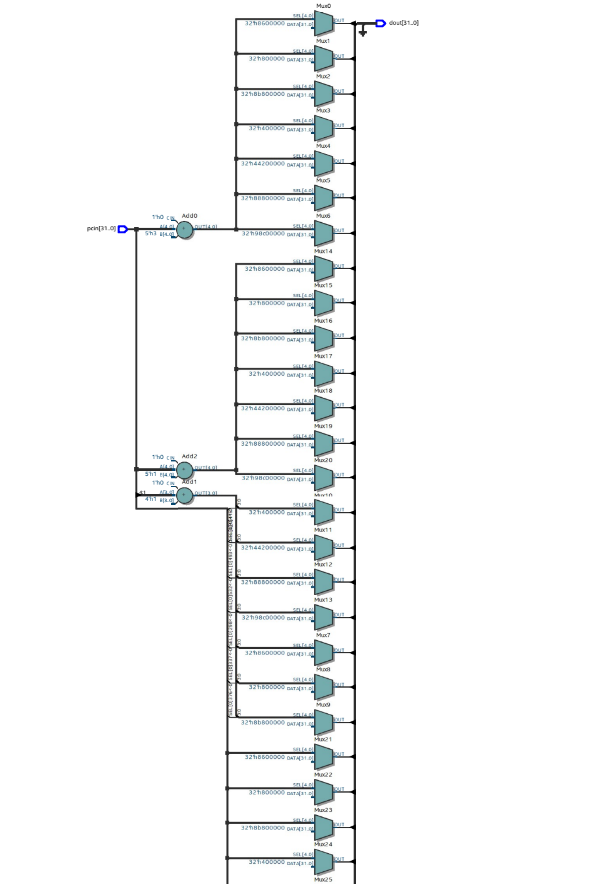 Mux0
SEL[4..0]
32'h8600000 DATA[31..0]
OUT
dout[31..0]
Mux1
SEL[4..0]
32'h800000 DATA[31..0]
OUT
Mux2
SEL[4..0]
32'h8b800000 DATA[31..0]
OUT
Mux3
SEL[4..0]
32'h400000 DATA[31..0]
OUT
Mux4
SEL[4..0]
32'h44200000 DATA[31..0]
OUT
Mux5
SEL[4..0]
32'h88800000 DATA[31..0]
OUT
Mux6
SEL[4..0]
32'h98c00000 DATA[31..0]
OUT
pcin[31..0]
Add0
1'h0 CIN
A[4..0]
5'h3 B[4..0]
OUT[4..0]
Mux14
SEL[4..0]
32'h8600000 DATA[31..0]
OUT
Mux15
SEL[4..0]
32'h800000 DATA[31..0]
OUT
Mux16
SEL[4..0]
32'h8b800000 DATA[31..0]
OUT
Mux17
SEL[4..0]
32'h400000 DATA[31..0]
OUT
Mux18
SEL[4..0]
32'h44200000 DATA[31..0]
OUT
Mux19
SEL[4..0]
32'h88800000 DATA[31..0]
OUT
Mux20
SEL[4..0]
32'h98c00000 DATA[31..0]
OUT
Add2
1'h0 CIN
A[4..0]
5'h1 B[4..0]
OUT[4..0]
Add1
1'h0 CIN
A[3..0]
4'h1 B[3..0]
OUT[3..0]
Mux10
SEL[4..0]
32'h400000 DATA[31..0]
OUT
Mux11
SEL[4..0]
32'h44200000 DATA[31..0]
OUT
Mux12
SEL[4..0]
32'h88800000 DATA[31..0]
OUT
Mux13
SEL[4..0]
32'h98c00000 DATA[31..0]
OUT
Mux7
SEL[4..0]
32'h8600000 DATA[31..0]
OUT
Mux8
SEL[4..0]
32'h800000 DATA[31..0]
OUT
Mux9
SEL[4..0]
32'h8b800000 DATA[31..0]
OUT
Mux21
SEL[4..0]
32'h8600000 DATA[31..0]
OUT
Mux22
SEL[4..0]
32'h800000 DATA[31..0]
OUT
Mux23
SEL[4..0]
32'h8b800000 DATA[31..0]
OUT
Mux24
SEL[4..0]
32'h400000 DATA[31..0]
OUT
Mux25